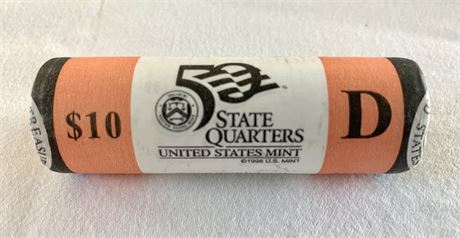 $10
50
STATE
QUARTERS
UNITED STATES MINT
©1998 U.S. MINT
D